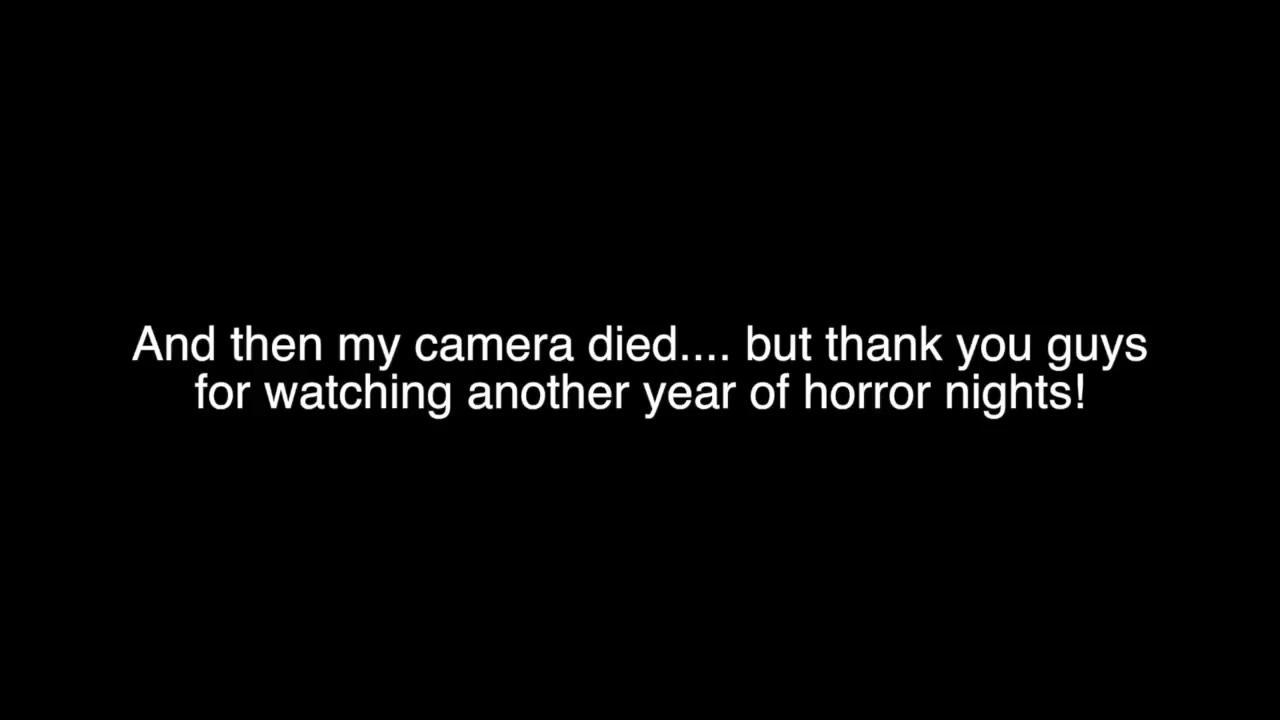 And then my camera died.... but thank you guys
for watching another year of horror nights!